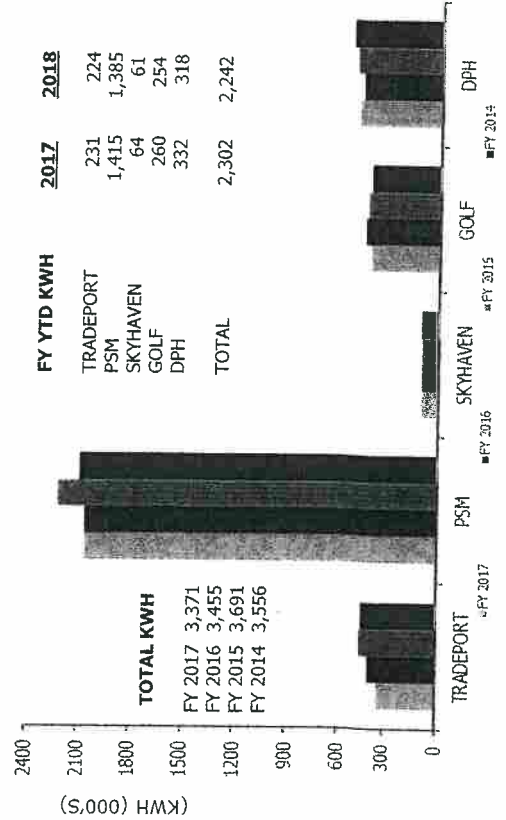 FY YTD KWH 2017 2018
TRADEPORT 231 224
PSM 1,415 1,385
SKYHAVEN 64 61
GOLF 260 254
DPH 332 318
TOTAL 2,302 2,242
TOTAL KWH
FY 2017 3,371
FY 2016 3,455
FY 2015 3,691
FY 2014 3,556
(KWH (000'S)
2400
2100
1800
1500
1200
900
600
300
0
TRADEPORT PSM SKYHAVEN GOLF DPH
FY 2017 FY 2016 FY 2015 FY 2014